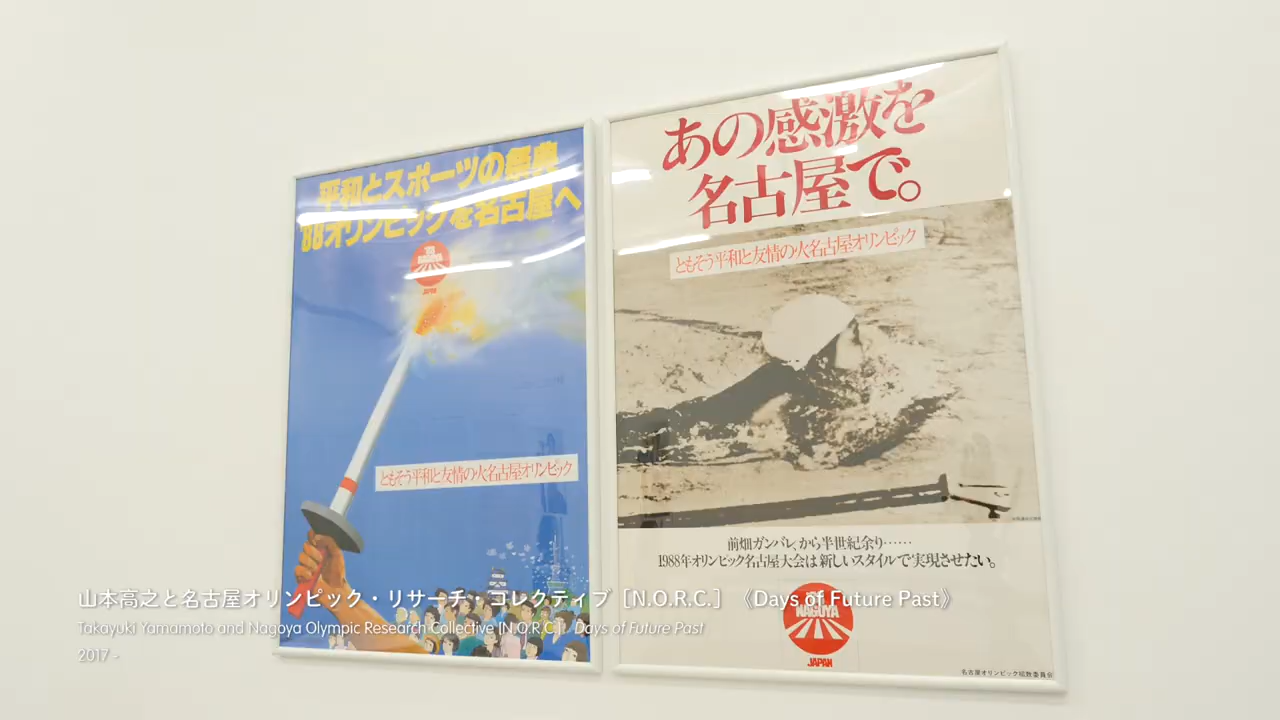 平和とスポーツの祭典
'88オリンピックを名古屋へ
'88
NAGOYA
JAPAN
ともそう平和と友情の火名古屋オリンピック
あの感激を
名古屋で。
ともそう平和と友情の火名古屋オリンピック
前畑ガンバレ、から半世紀余り……
1988年オリンピック名古屋大会は新しいスタイルで実現させたい。
NAGOYA
JAPAN
名古屋オリンピック招致委員会
山本高之と名古屋オリンピック・リサーチ・コレクティブ［N.O.R.C.］《Days of Future Past》
Takayuki Yamamoto and Nagoya Olympic Research Collective [N.O.R.C.] Days of Future Past
2017 -